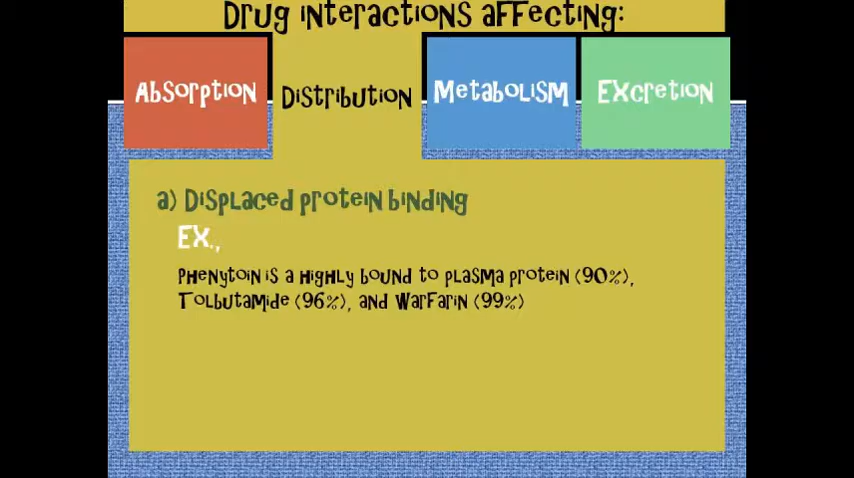 Drug interactions affecting:
Absorption
Distribution
Metabolism
Excretion
a) Displaced protein binding
EX.,
Phenytoin is a highly bound to plasma protein (90%),
Tolbutamide (96%), and warfarin (99%)